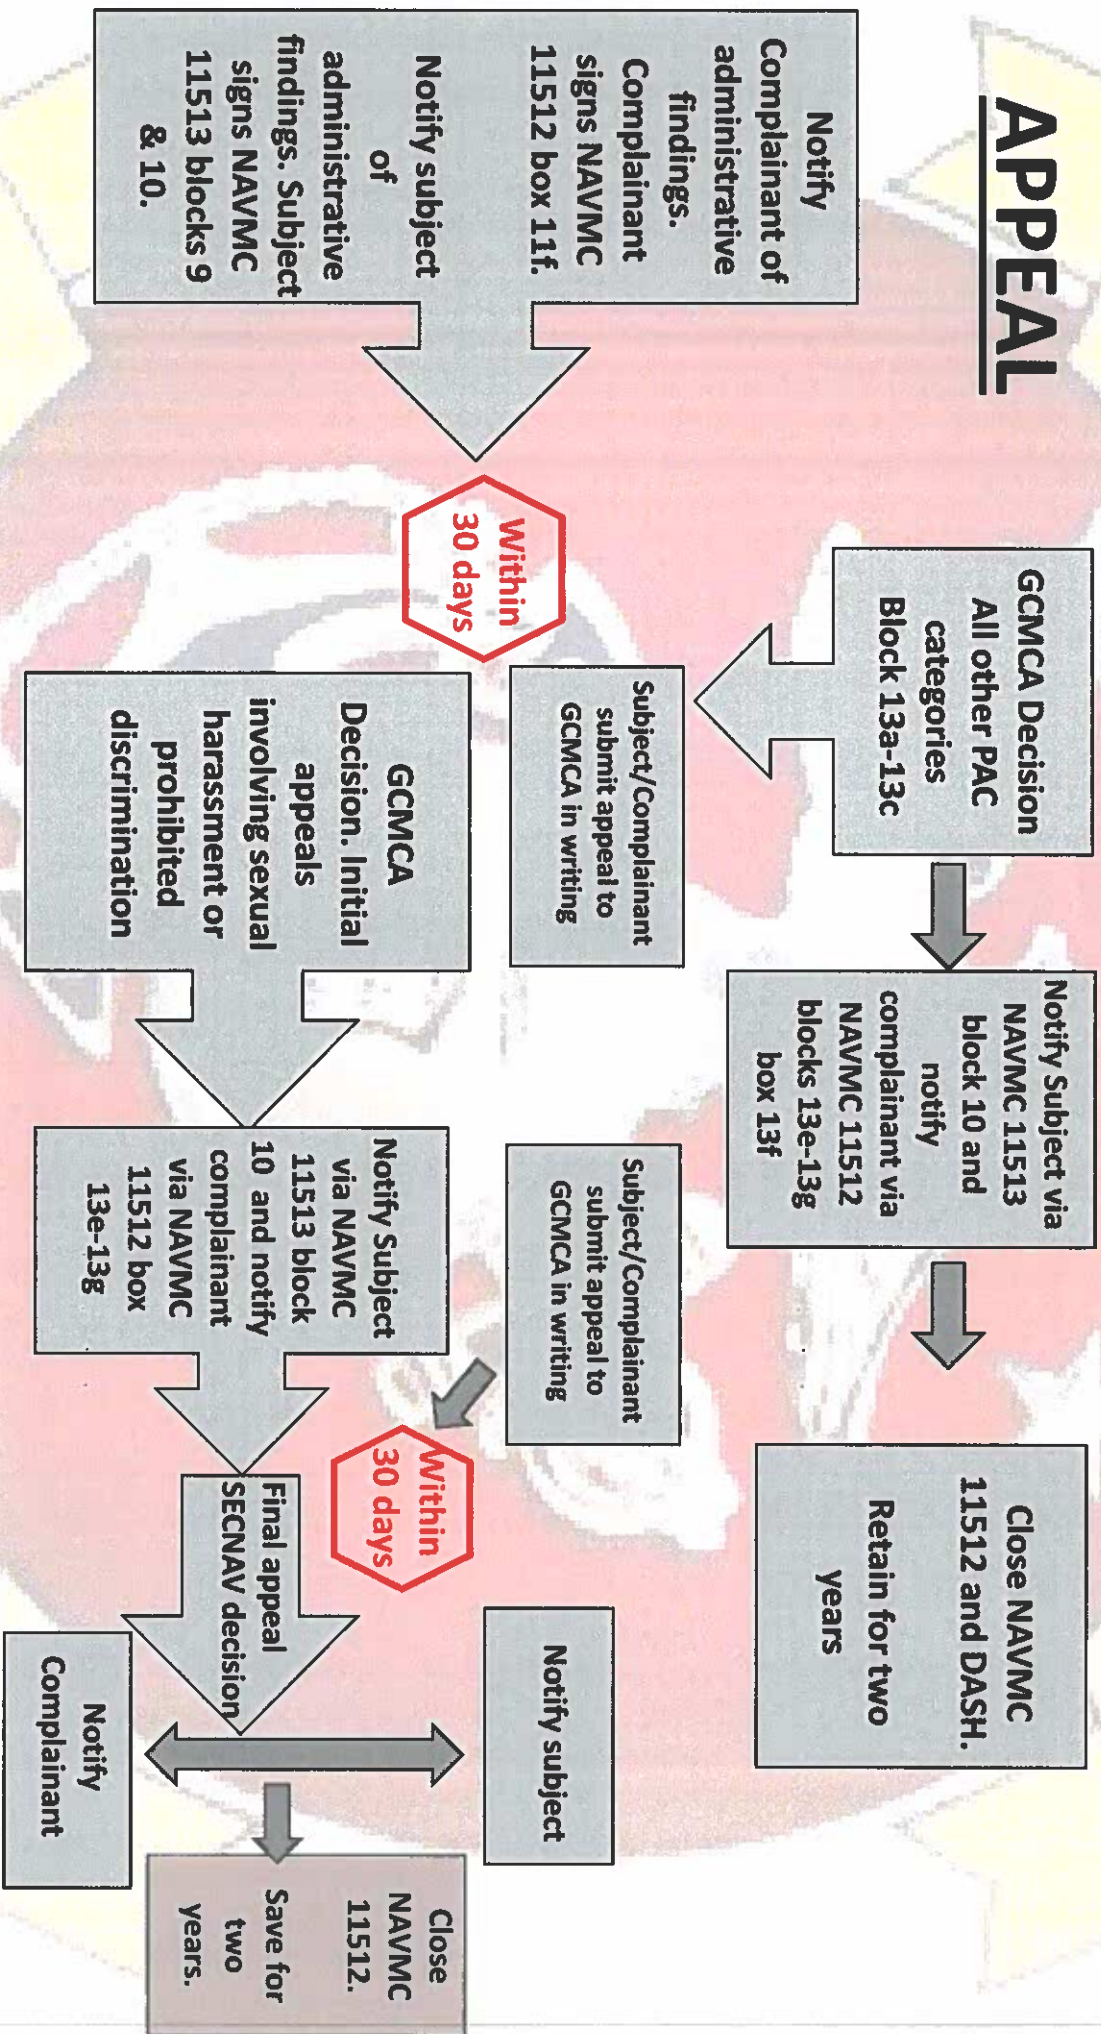 APPEAL
Notify
Complainant of
administrative
findings.
Complainant
signs NAVMC
11512 box 11f.
Notify subject
of
administrative
findings. Subject
signs NAVMC
11513 blocks 9
& 10.
Within
30 days
GCMCA Decision
All other PAC
categories
Block 13a-13c
Subject/Complainant
submit appeal to
GCMCA in writing
GCMCA
Decision. Initial
appeals
involving sexual
harassment or
prohibited
discrimination
Notify Subject via
NAVMC 11513
block 10 and
notify
complainant via
NAVMC 11512
blocks 13e-13g
box 13f
Subject/Complainant
submit appeal to
GCMCA in writing
Notify Subject
via NAVMC
11513 block
10 and notify
complainant
via NAVMC
11512 box
13e-13g
Within
30 days
Close NAVMC
11512 and DASH.
Retain for two
years
Final appeal
SECNAV decision
Notify subject
Notify
Complainant
Close
NAVMC
11512.
Save for
two
years.